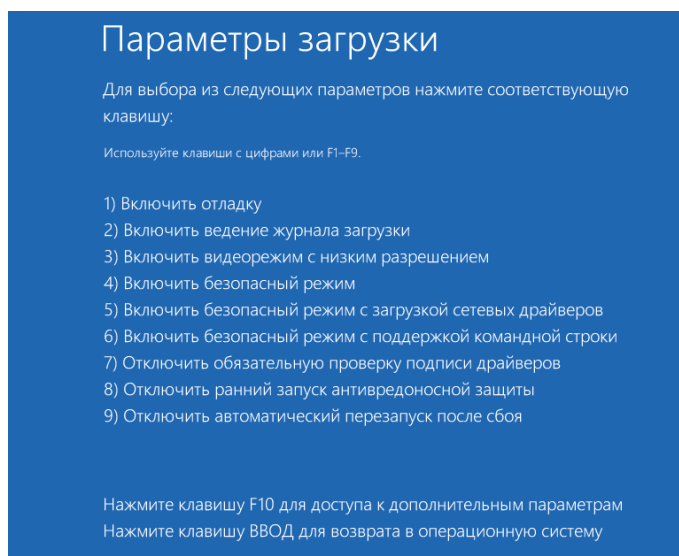 Параметры загрузки
Для выбора из следующих параметров нажмите соответствующую
клавишу:
Используйте клавиши с цифрами или F1–F9.
1) Включить отладку
2) Включить ведение журнала загрузки
3) Включить видеорежим с низким разрешением
4) Включить безопасный режим
5) Включить безопасный режим с загрузкой сетевых драйверов
6) Включить безопасный режим с поддержкой командной строки
7) Отключить обязательную проверку подписи драйверов
8) Отключить ранний запуск антивредоносной защиты
9) Отключить автоматический перезапуск после сбоя
Нажмите клавишу F10 для доступа к дополнительным параметрам
Нажмите клавишу ВВОД для возврата в операционную систему